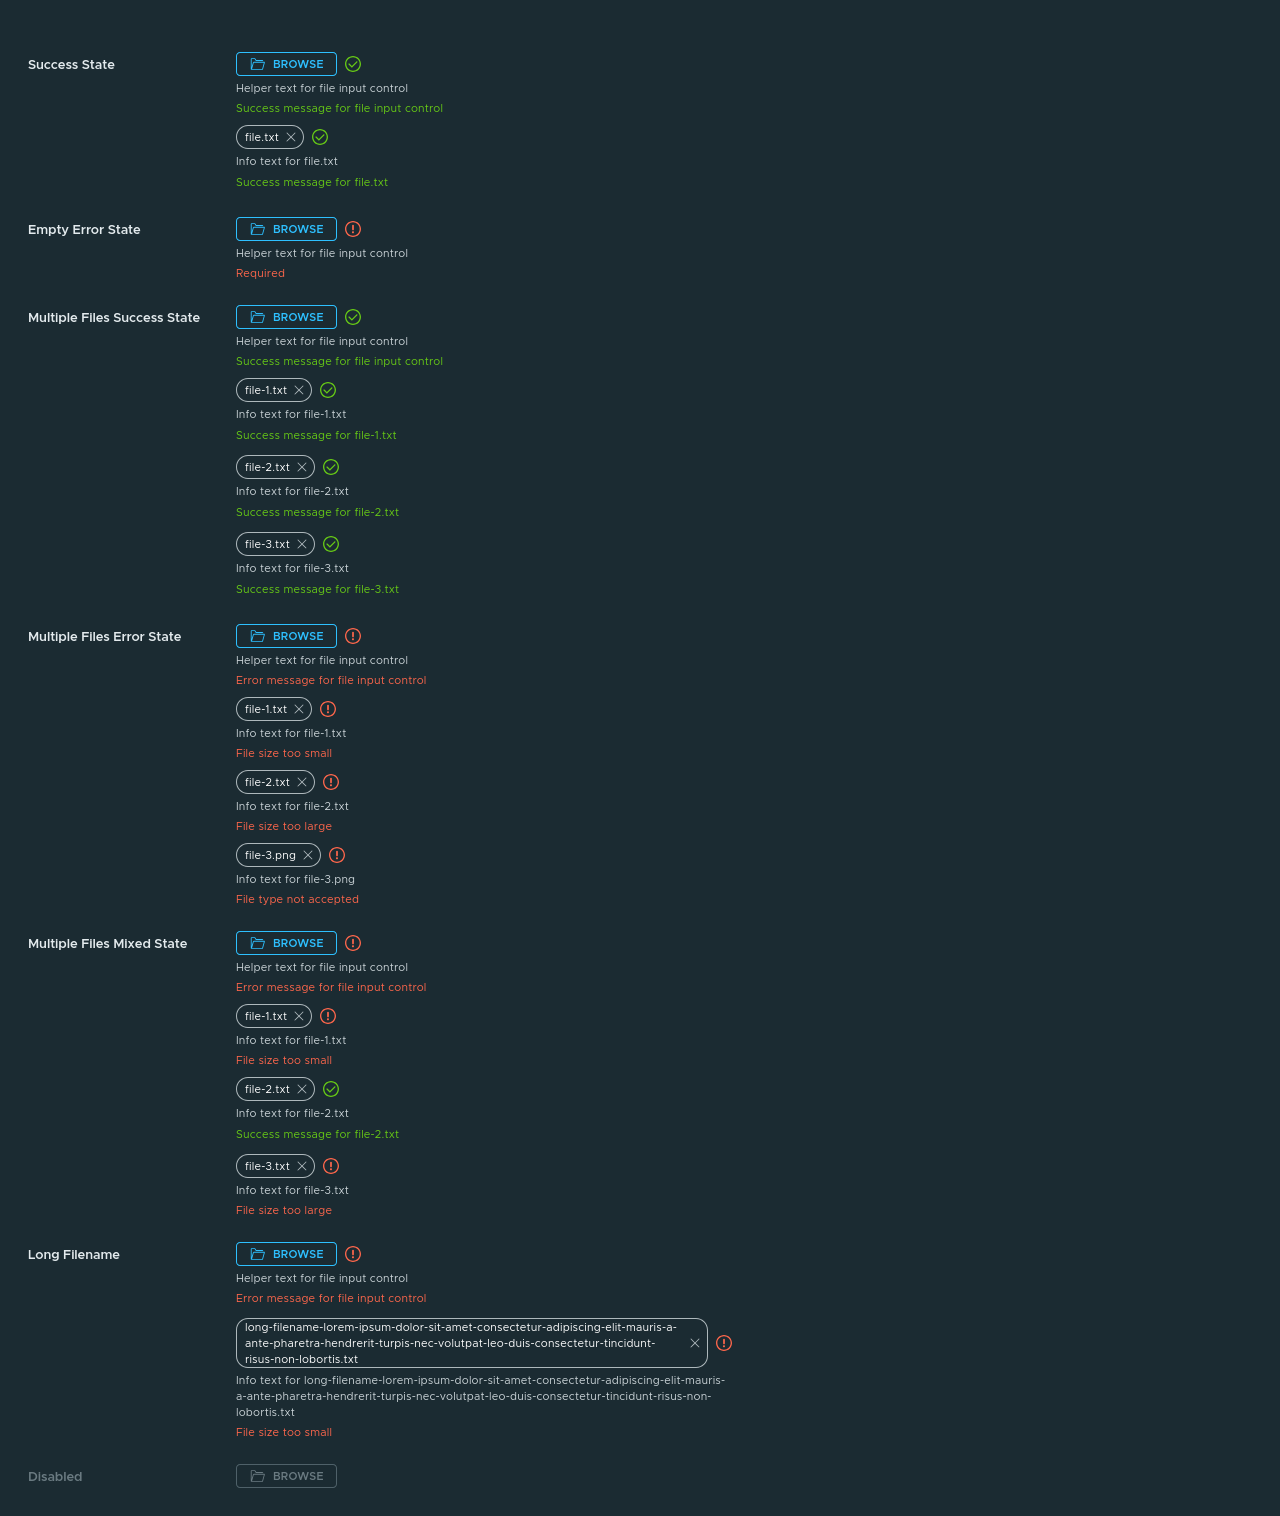 Success State
BROWSE
Helper text for file input control
Success message for file input control
file.txt
Info text for file.txt
Success message for file.txt
Empty Error State
BROWSE
Helper text for file input control
Required
Multiple Files Success State
BROWSE
Helper text for file input control
Success message for file input control
file-1.txt
Info text for file-1.txt
Success message for file-1.txt
file-2.txt
Info text for file-2.txt
Success message for file-2.txt
file-3.txt
Info text for file-3.txt
Success message for file-3.txt
Multiple Files Error State
BROWSE
Helper text for file input control
Error message for file input control
file-1.txt
Info text for file-1.txt
File size too small
file-2.txt
Info text for file-2.txt
File size too large
file-3.png
Info text for file-3.png
File type not accepted
Multiple Files Mixed State
BROWSE
Helper text for file input control
Error message for file input control
file-1.txt
Info text for file-1.txt
File size too small
file-2.txt
Info text for file-2.txt
Success message for file-2.txt
file-3.txt
Info text for file-3.txt
File size too large
Long Filename
BROWSE
Helper text for file input control
Error message for file input control
long-filename-lorem-ipsum-dolor-sit-amet-consectetur-adipiscing-elit-mauris-a-
ante-pharetra-hendrerit-turpis-nec-volutpat-leo-duis-consectetur-tincidunt-
risus-non-lobortis.txt
Info text for long-filename-lorem-ipsum-dolor-sit-amet-consectetur-adipiscing-elit-mauris-
a-ante-pharetra-hendrerit-turpis-nec-volutpat-leo-duis-consectetur-tincidunt-risus-non-
lobortis.txt
File size too small
Disabled
BROWSE